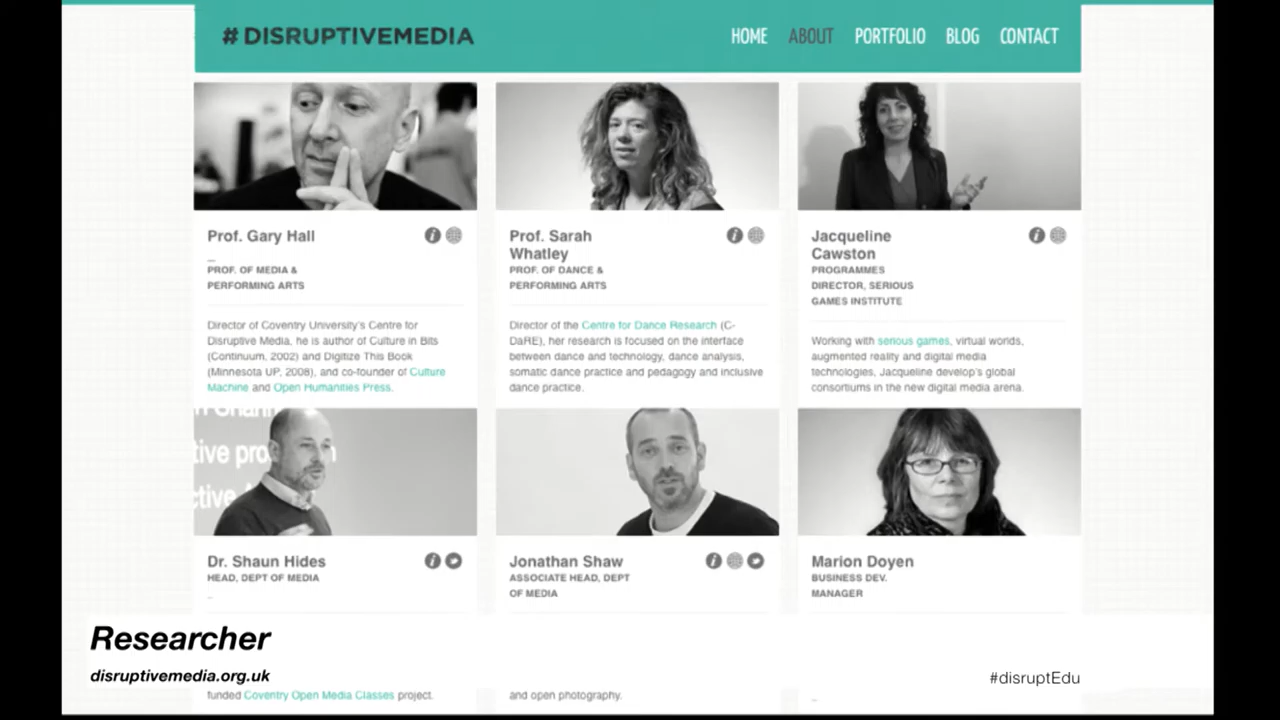 # DISRUPTIVEMEDIA
HOME ABOUT PORTFOLIO BLOG CONTACT
Prof. Gary Hall
PROF. OF MEDIA &
PERFORMING ARTS
Director of Coventry University's Centre for
Disruptive Media, he is author of Culture in Bits
(Continuum, 2002) and Digitize This Book
(Minnesota UP, 2008), and co-founder of Culture
Machine and Open Humanities Press.
Prof. Sarah
Whatley
PROF. OF DANCE &
PERFORMING ARTS
Director of the Centre for Dance Research (C-
DaRE), her research is focused on the interface
between dance and technology, dance analysis,
somatic dance practice and pedagogy and inclusive
dance practice.
Jacqueline
Cawston
PROGRAMMES
DIRECTOR, SERIOUS
GAMES INSTITUTE
Working with serious games, virtual worlds,
augmented reality and digital media
technologies, Jacqueline develop's global
consortiums in the new digital media arena.
Dr. Shaun Hides
HEAD, DEPT OF MEDIA
funded Coventry Open Media Classes project.
Jonathan Shaw
ASSOCIATE HEAD, DEPT
OF MEDIA
and open photography.
Marion Doyen
BUSINESS DEV.
MANAGER
Researcher
disruptivemedia.org.uk
#disruptEdu